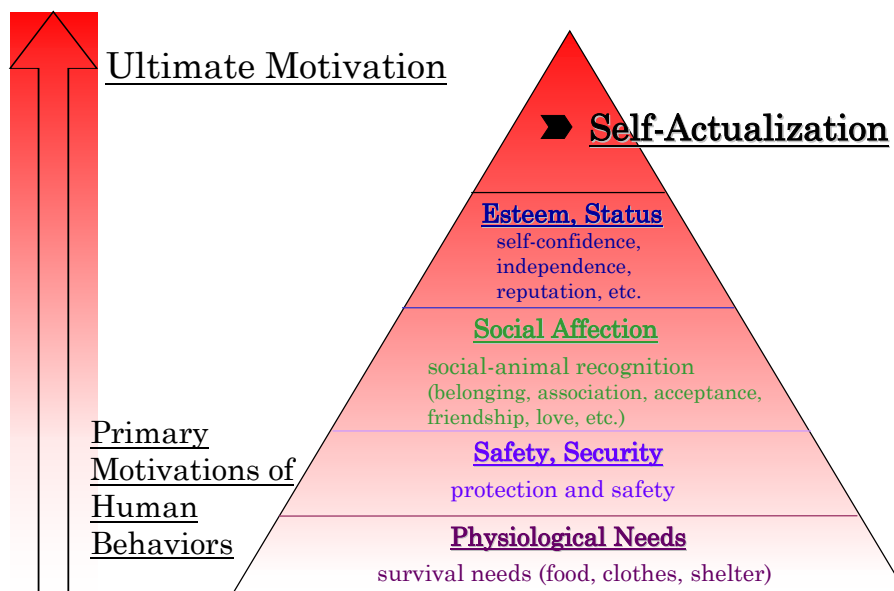 Ultimate Motivation
Self-Actualization
Esteem, Status
self-confidence,
independence,
reputation, etc.
Social Affection
social-animal recognition
(belonging, association, acceptance,
friendship, love, etc.)
Primary
Motivations of
Human
Behaviors
Safety, Security
protection and safety
Physiological Needs
survival needs (food, clothes, shelter)